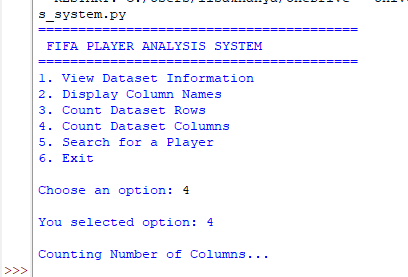 s_system.py
========================================
FIFA PLAYER ANALYSIS SYSTEM
========================================
1. View Dataset Information
2. Display Column Names
3. Count Dataset Rows
4. Count Dataset Columns
5. Search for a Player
6. Exit
Choose an option: 4
You selected option: 4
Counting Number of Columns...
>>>